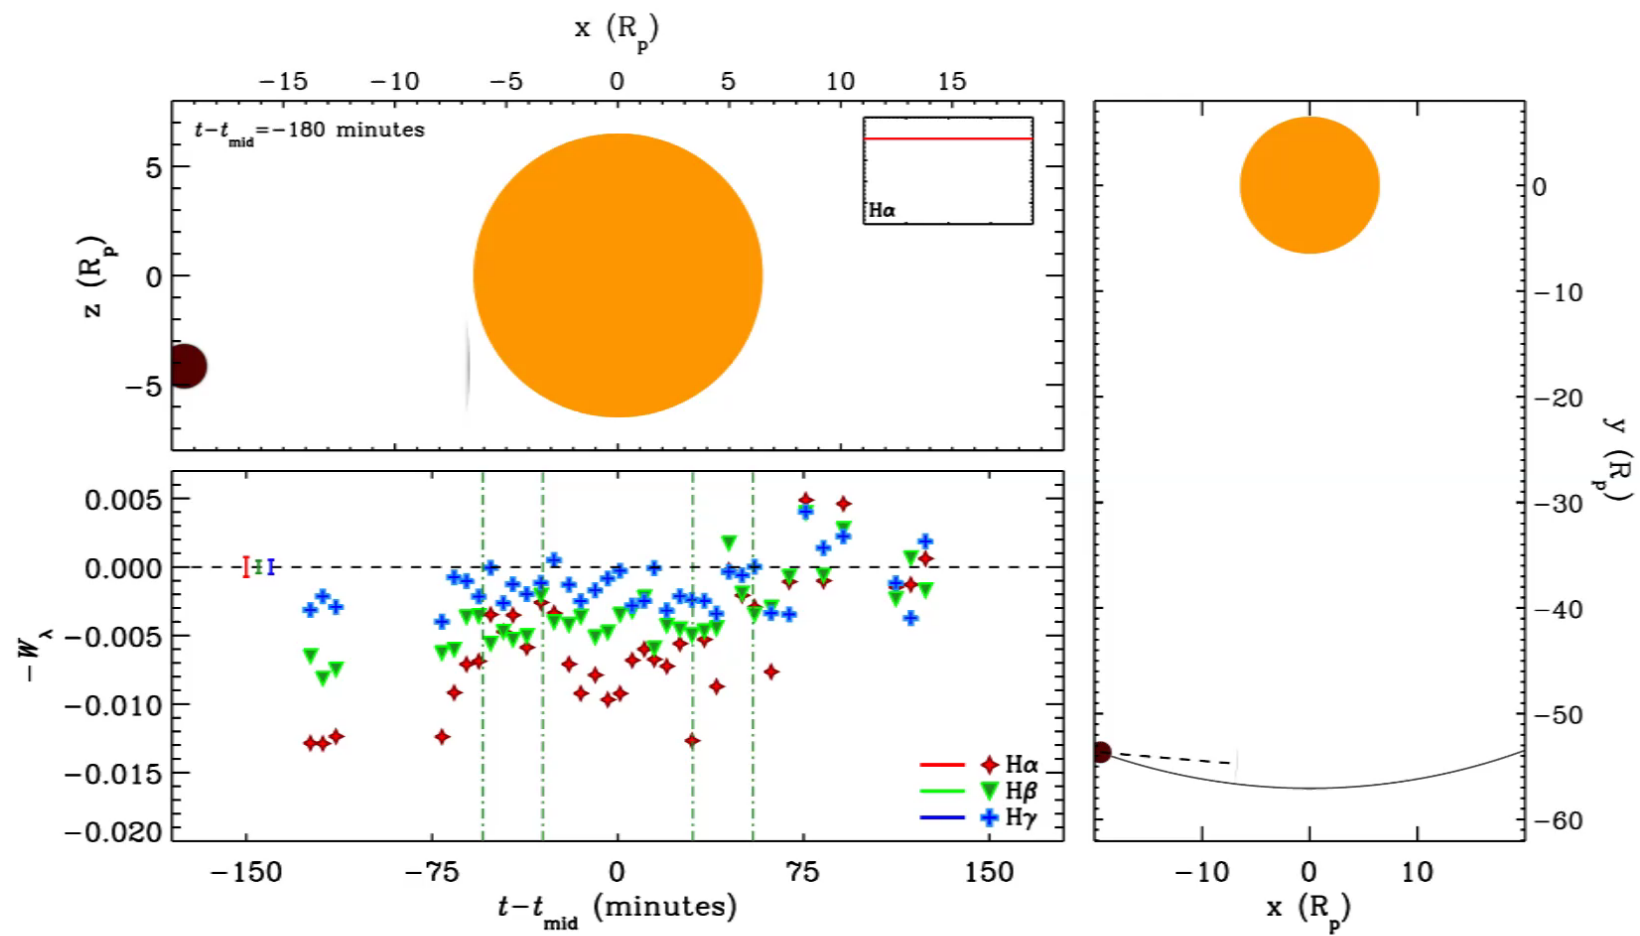 x (Rp)
−15 −10 −5 0 5 10 15
t−tmid=−180 minutes
Hα
z (Rp)
5
0
−5
0
−10
−20
−30
−40
−50
−60
y (Rp)
−10 0 10
x (Rp)
−Wλ
0.005
0.000
−0.005
−0.010
−0.015
−0.020
Hα
Hβ
Hγ
−150 −75 0 75 150
t−tmid (minutes)